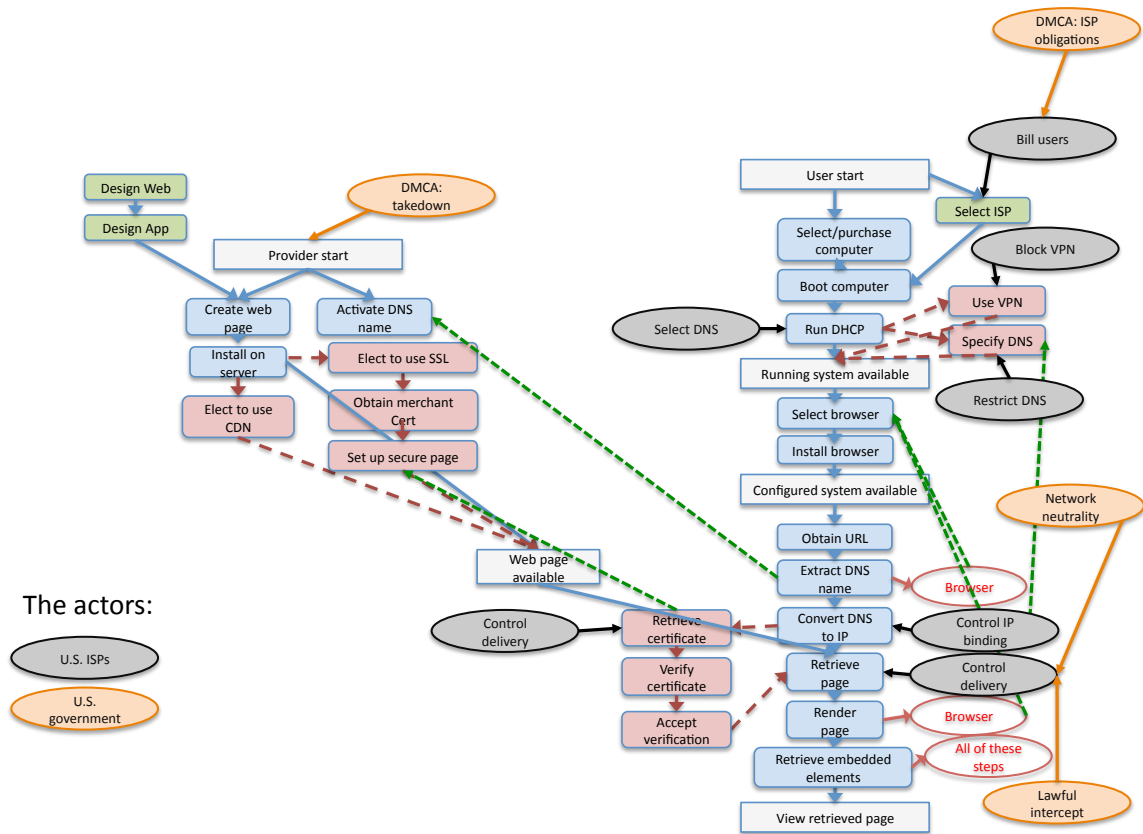 DMCA: ISP
obligations
Bill users
User start
Design Web
DMCA:
takedown
Select ISP
Design App
Select/purchase
computer
Provider start
Block VPN
Boot computer
Create web
page
Activate DNS
name
Use VPN
Select DNS
Run DHCP
Specify DNS
Install on
server
Elect to use SSL
Running system available
Obtain merchant
Cert
Restrict DNS
Elect to use
CDN
Select browser
Set up secure page
Install browser
Configured system available
Network
neutrality
Obtain URL
Web page
available
Extract DNS
name
Browser
The actors:
Control
delivery
Retrieve
certificate
Convert DNS
to IP
Control IP
binding
U.S. ISPs
Verify
certificate
Retrieve
page
Control
delivery
U.S.
government
Accept
verification
Render
page
Browser
Retrieve embedded
elements
All of these
steps
Lawful
intercept
View retrieved page